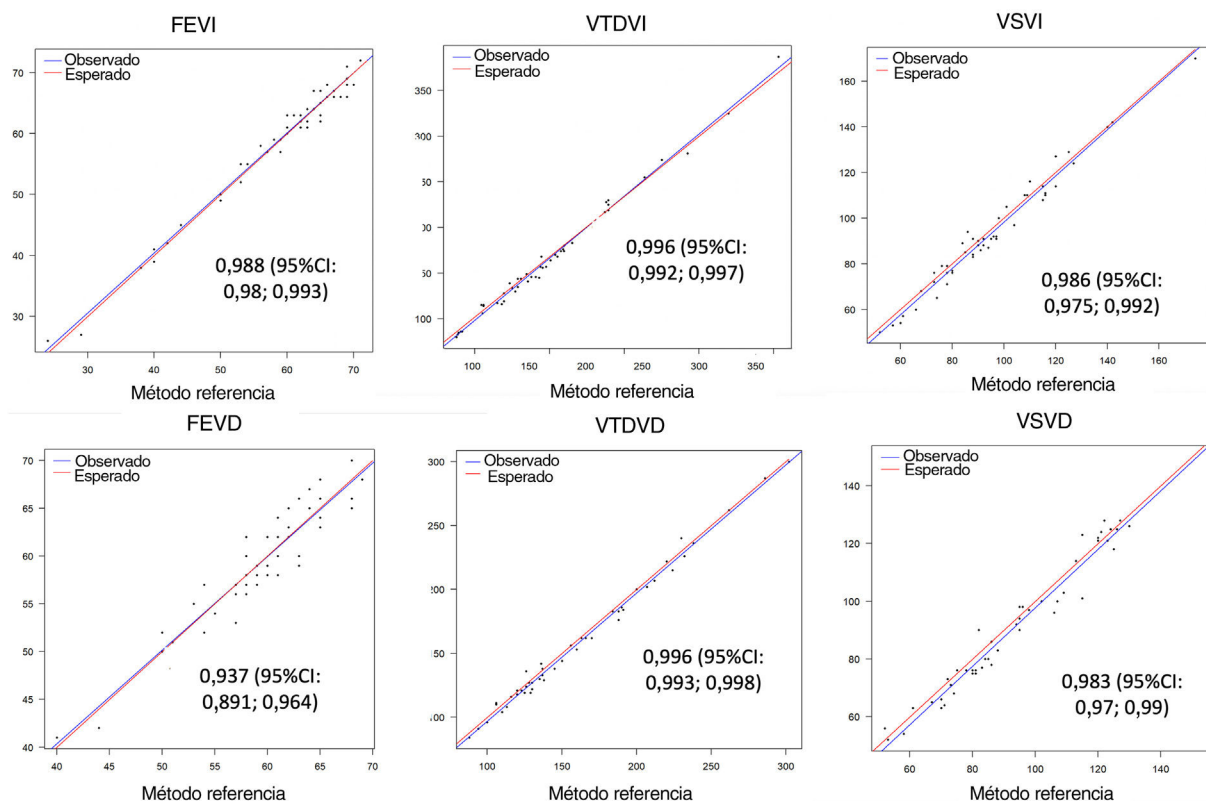 FEVI
Observado
Esperado
70
60
50
40
30
0,988 (95%CI:
0,98; 0,993)
30 40 50 60 70
Método referencia
VTDVI
Observado
Esperado
350
300
50
00
50
100
0,996 (95%CI:
0,992; 0,997)
100 150 200 250 300 350
Método referencia
VSVI
Observado
Esperado
160
140
120
100
80
60
0,986 (95%CI:
0,975; 0,992)
60 80 100 120 140 160
Método referencia
FEVD
Observado
Esperado
70
65
60
55
50
45
40
0,937 (95%CI:
0,891; 0,964)
40 45 50 55 60 65 70
Método referencia
VTDVD
Observado
Esperado
300
250
200
150
00
0,996 (95%CI:
0,993; 0,998)
100 150 200 250 300
Método referencia
VSVD
Observado
Esperado
140
120
100
80
60
0,983 (95%CI:
0,97; 0,99)
60 80 100 120 140
Método referencia